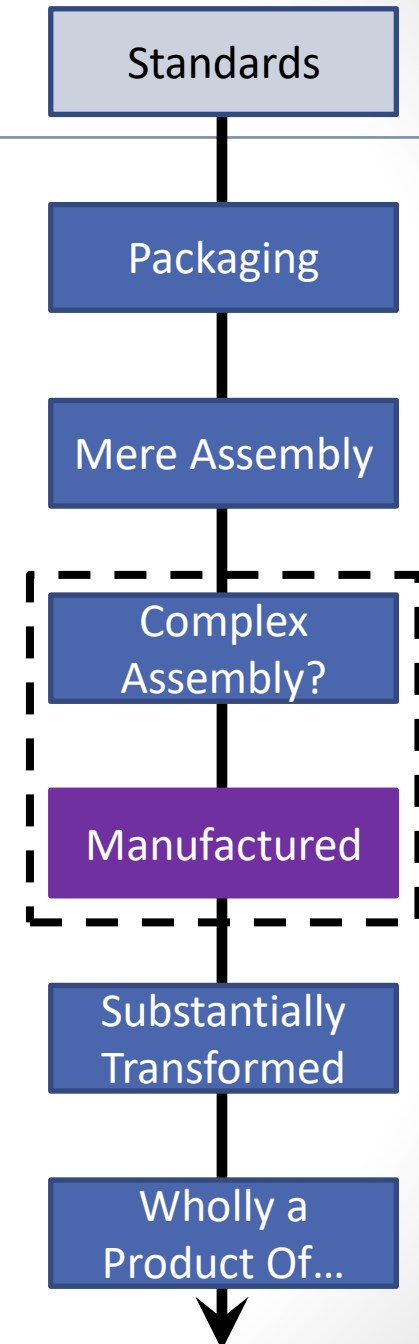 Standards
Packaging
Mere Assembly
Complex
Assembly?
Manufactured
Substantially
Transformed
Wholly a
Product Of…